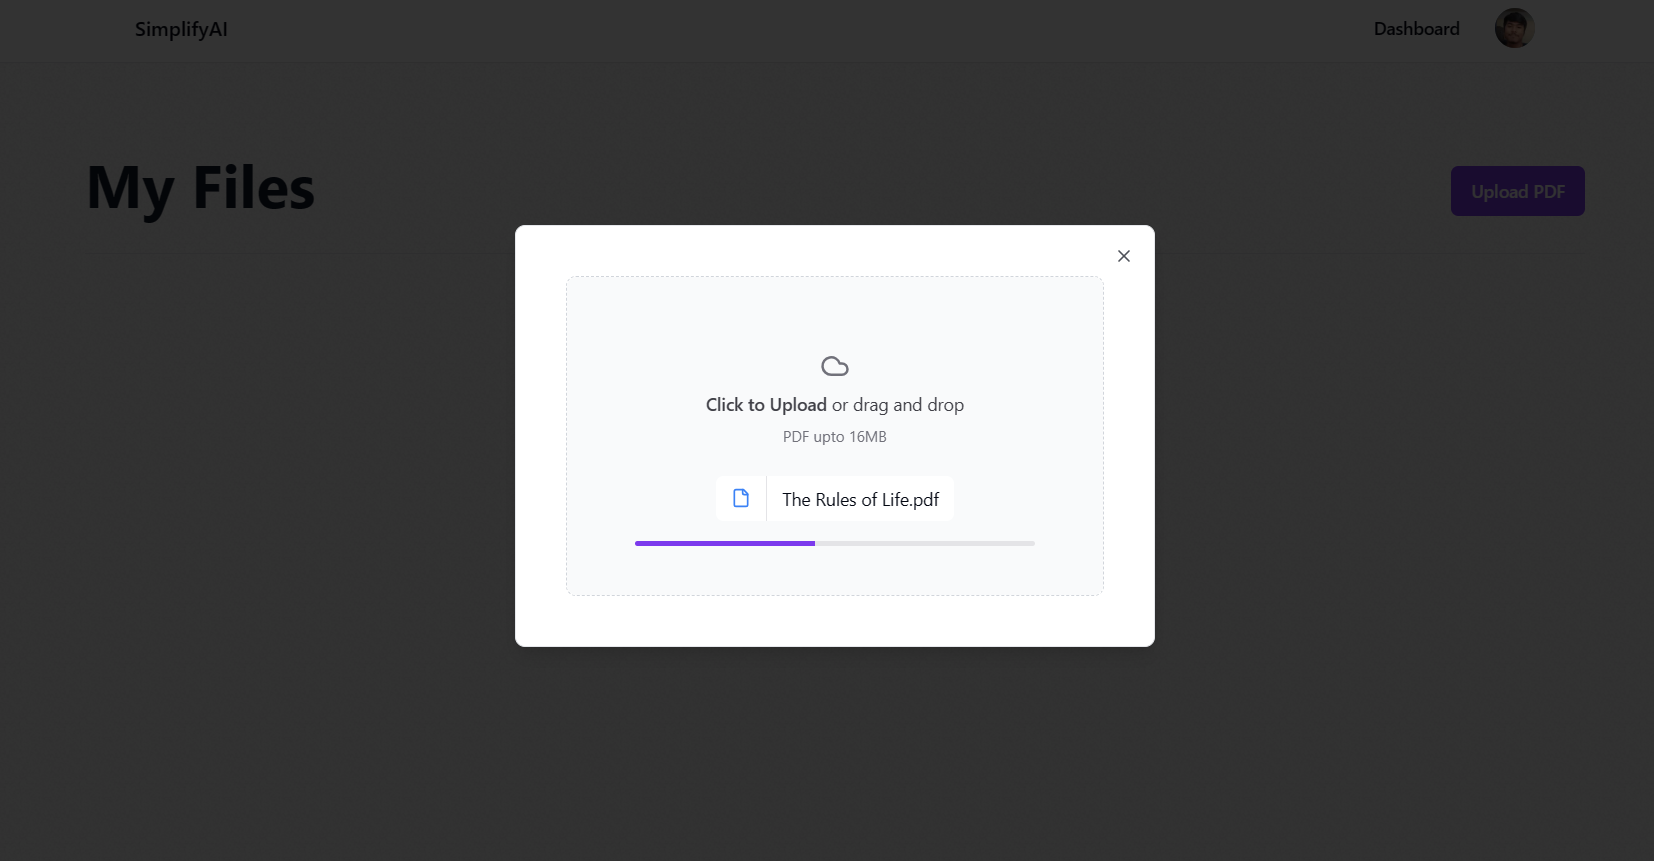 SimplifyAI
Dashboard
My Files
Upload PDF
Click to Upload or drag and drop
PDF upto 16MB
The Rules of Life.pdf